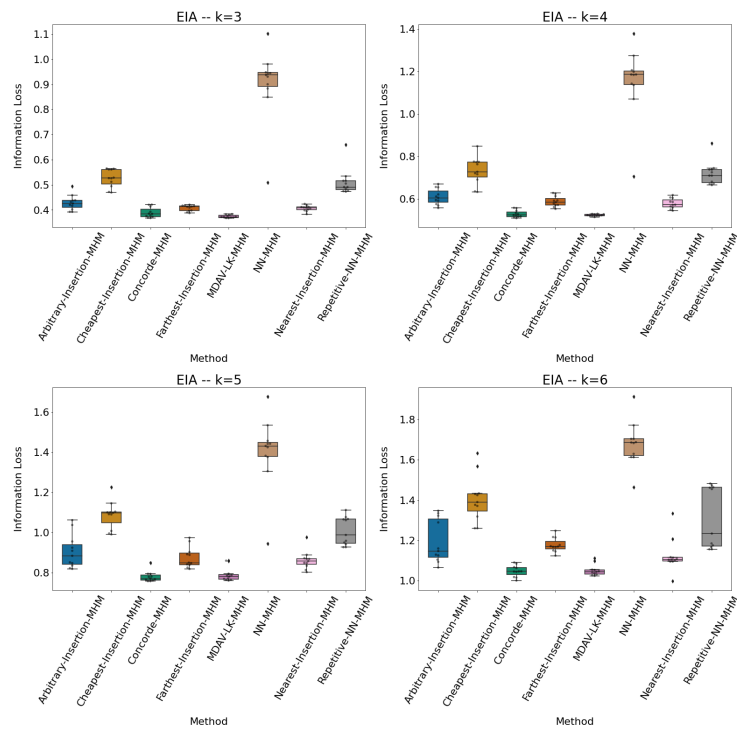 EIA -- k=3
Information Loss
1.1
1.0
0.9
0.8
0.7
0.6
0.5
0.4
Arbitrary-Insertion-MHM
Cheapest-Insertion-MHM
Concorde-MHM
Farthest-Insertion-MHM
MDAV-LK-MHM
NN-MHM
Nearest-Insertion-MHM
Repetitive-NN-MHM
Method
EIA -- k=4
Information Loss
1.4
1.2
1.0
0.8
0.6
Arbitrary-Insertion-MHM
Cheapest-Insertion-MHM
Concorde-MHM
Farthest-Insertion-MHM
MDAV-LK-MHM
NN-MHM
Nearest-Insertion-MHM
Repetitive-NN-MHM
Method
EIA -- k=5
Information Loss
1.6
1.4
1.2
1.0
0.8
Arbitrary-Insertion-MHM
Cheapest-Insertion-MHM
Concorde-MHM
Farthest-Insertion-MHM
MDAV-LK-MHM
NN-MHM
Nearest-Insertion-MHM
Repetitive-NN-MHM
Method
EIA -- k=6
Information Loss
1.8
1.6
1.4
1.2
1.0
Arbitrary-Insertion-MHM
Cheapest-Insertion-MHM
Concorde-MHM
Farthest-Insertion-MHM
MDAV-LK-MHM
NN-MHM
Nearest-Insertion-MHM
Repetitive-NN-MHM
Method